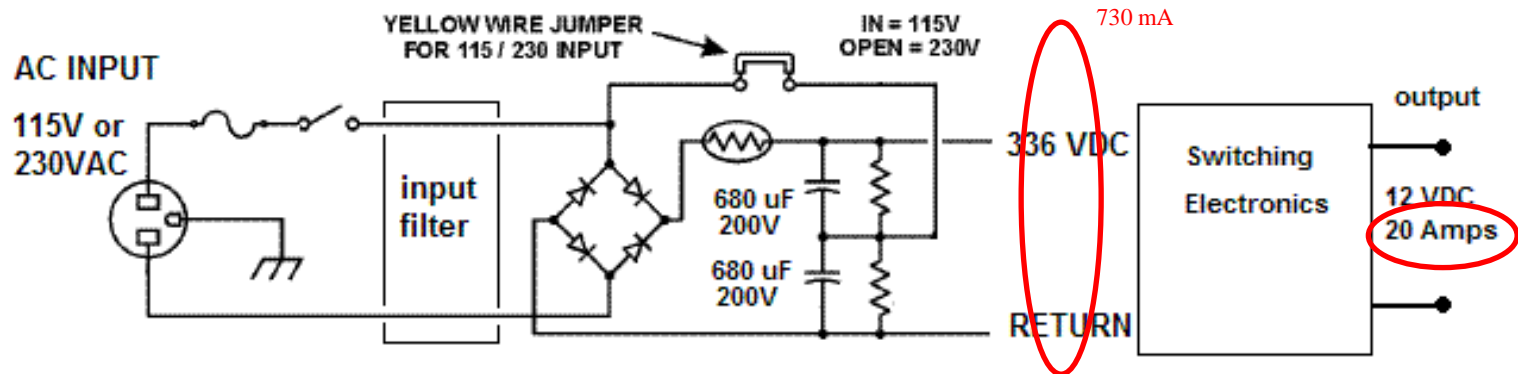 730 mA
YELLOW WIRE JUMPER
FOR 115 / 230 INPUT
IN = 115V
OPEN = 230V
AC INPUT
115V or
230VAC
input
filter
680 uF
200V
680 uF
200V
336 VDC
RETURN
Switching
Electronics
output
12 VDC
20 Amps